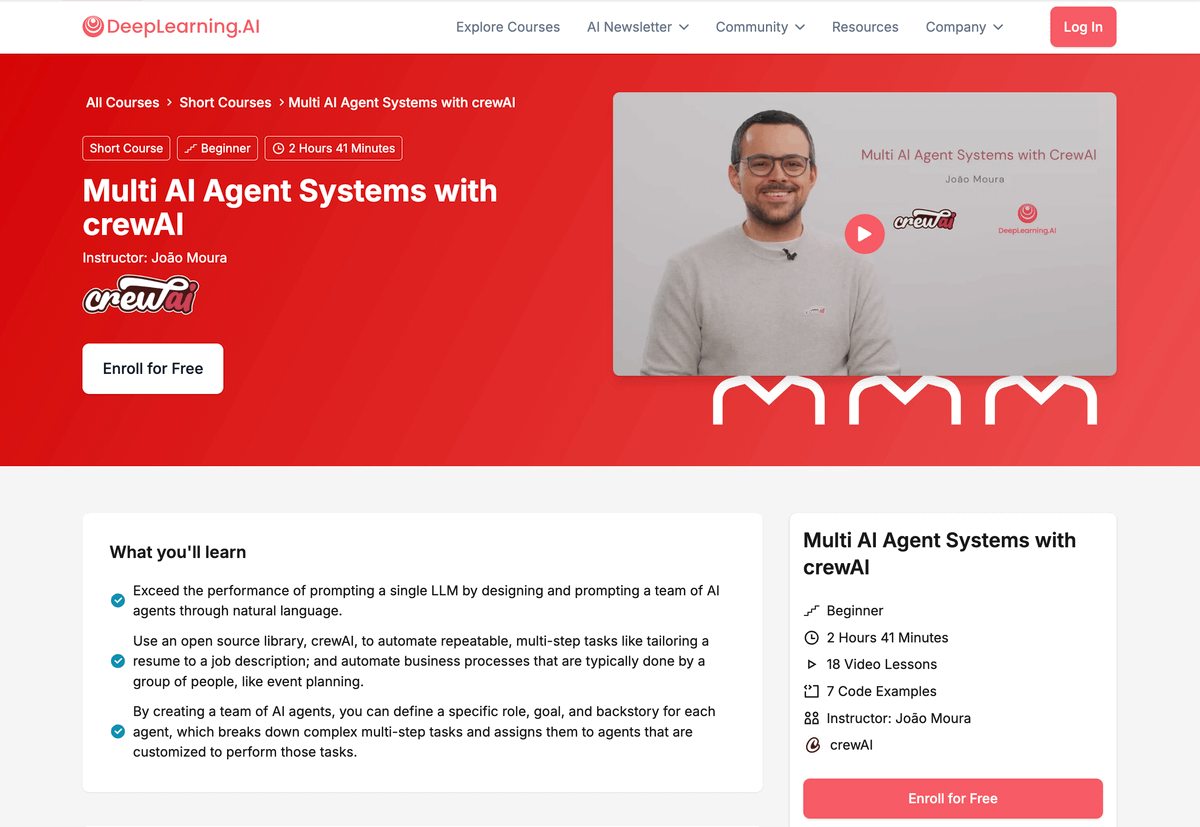 DeepLearning.AI
Explore Courses
AI Newsletter
Community
Resources
Company
Log In
All Courses > Short Courses > Multi AI Agent Systems with crewAI
Short Course
Beginner
2 Hours 41 Minutes
Multi AI Agent Systems with
crewAI
Instructor: João Moura
crewai
Enroll for Free
Multi AI Agent Systems with CrewAI
João Moura
crewai
DeepLearning.AI
What you'll learn
Exceed the performance of prompting a single LLM by designing and prompting a team of AI
agents through natural language.
Use an open source library, crewAI, to automate repeatable, multi-step tasks like tailoring a
resume to a job description; and automate business processes that are typically done by a
group of people, like event planning.
By creating a team of AI agents, you can define a specific role, goal, and backstory for each
agent, which breaks down complex multi-step tasks and assigns them to agents that are
customized to perform those tasks.
Multi AI Agent Systems with
crewAI
Beginner
2 Hours 41 Minutes
18 Video Lessons
7 Code Examples
Instructor: João Moura
crewAI
Enroll for Free